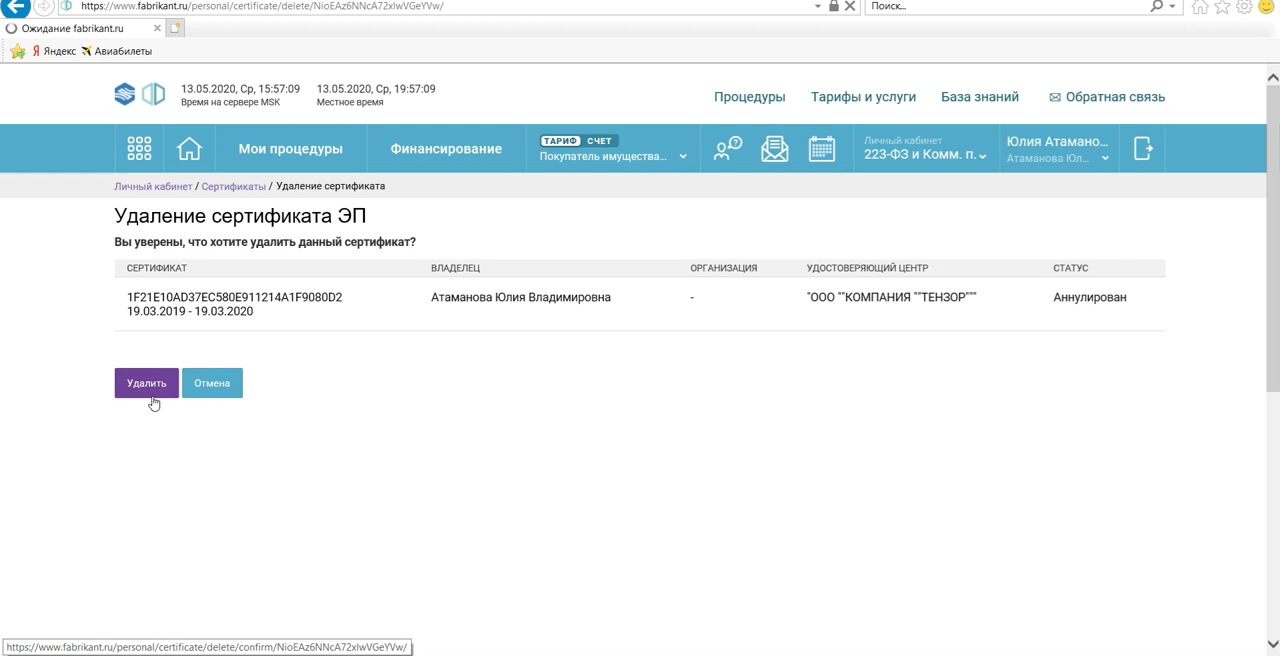 https://www.fabrikant.ru/personal/certificate/delete/NioEAz6NNcA72xIwVGeYVw/
Поиск...
Ожидание fabrikant.ru
Яндекс Авиабилеты
13.05.2020, Ср, 15:57:09 13.05.2020, Ср, 19:57:09
Время на сервере MSK Местное время
Процедуры Тарифы и услуги База знаний Обратная связь
Мои процедуры Финансирование
ТАРИФ СЧЕТ
Покупатель имущества...
Личный кабинет
223-ФЗ и Комм. п.
Юлия Атамано...
Атаманова Юл...
Личный кабинет / Сертификаты / Удаление сертификата
Удаление сертификата ЭП
Вы уверены, что хотите удалить данный сертификат?
СЕРТИФИКАТ ВЛАДЕЛЕЦ ОРГАНИЗАЦИЯ УДОСТОВЕРЯЮЩИЙ ЦЕНТР СТАТУС
1F21E10AD37EC580E911214A1F9080D2 Атаманова Юлия Владимировна - "ООО ""КОМПАНИЯ ""ТЕНЗОР""" Аннулирован
19.03.2019 - 19.03.2020
Удалить Отмена
https://www.fabrikant.ru/personal/certificate/delete/confirm/NioEAz6NNcA72xIwVGeYVw/